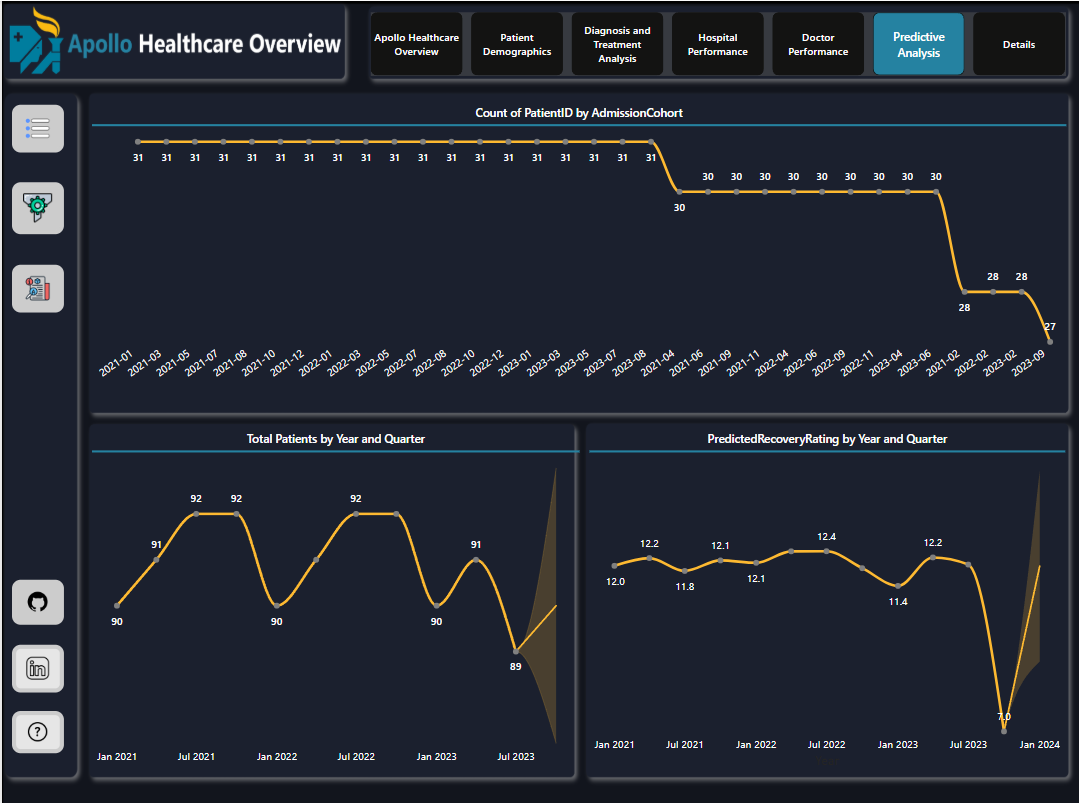 Apollo Healthcare Overview
Apollo Healthcare
Overview
Patient
Demographics
Diagnosis and
Treatment
Analysis
Hospital
Performance
Doctor
Performance
Predictive
Analysis
Details
Count of PatientID by AdmissionCohort
31 31 31 31 31 31 31 31 31 31 31 31 31 31 31 31 31 31 31
30 30 30 30 30 30 30 30 30
30
28 28
28
27
2021-01 2021-03 2021-05 2021-07 2021-08 2021-10 2021-12 2022-01 2022-03 2022-05 2022-07 2022-08 2022-10 2022-12 2023-01 2023-03 2023-05 2023-07 2023-08 2021-04 2021-06 2021-09 2021-11 2022-04 2022-06 2022-09 2022-11 2023-04 2023-06 2021-02 2022-02 2023-02 2023-09
Total Patients by Year and Quarter
92 92 92
91 91
90 90 90
89
Jan 2021 Jul 2021 Jan 2022 Jul 2022 Jan 2023 Jul 2023
PredictedRecoveryRating by Year and Quarter
12.2 12.1 12.4 12.2
12.0 11.8 12.1 11.4
7.0
Jan 2021 Jul 2021 Jan 2022 Jul 2022 Jan 2023 Jul 2023 Jan 2024
in
?